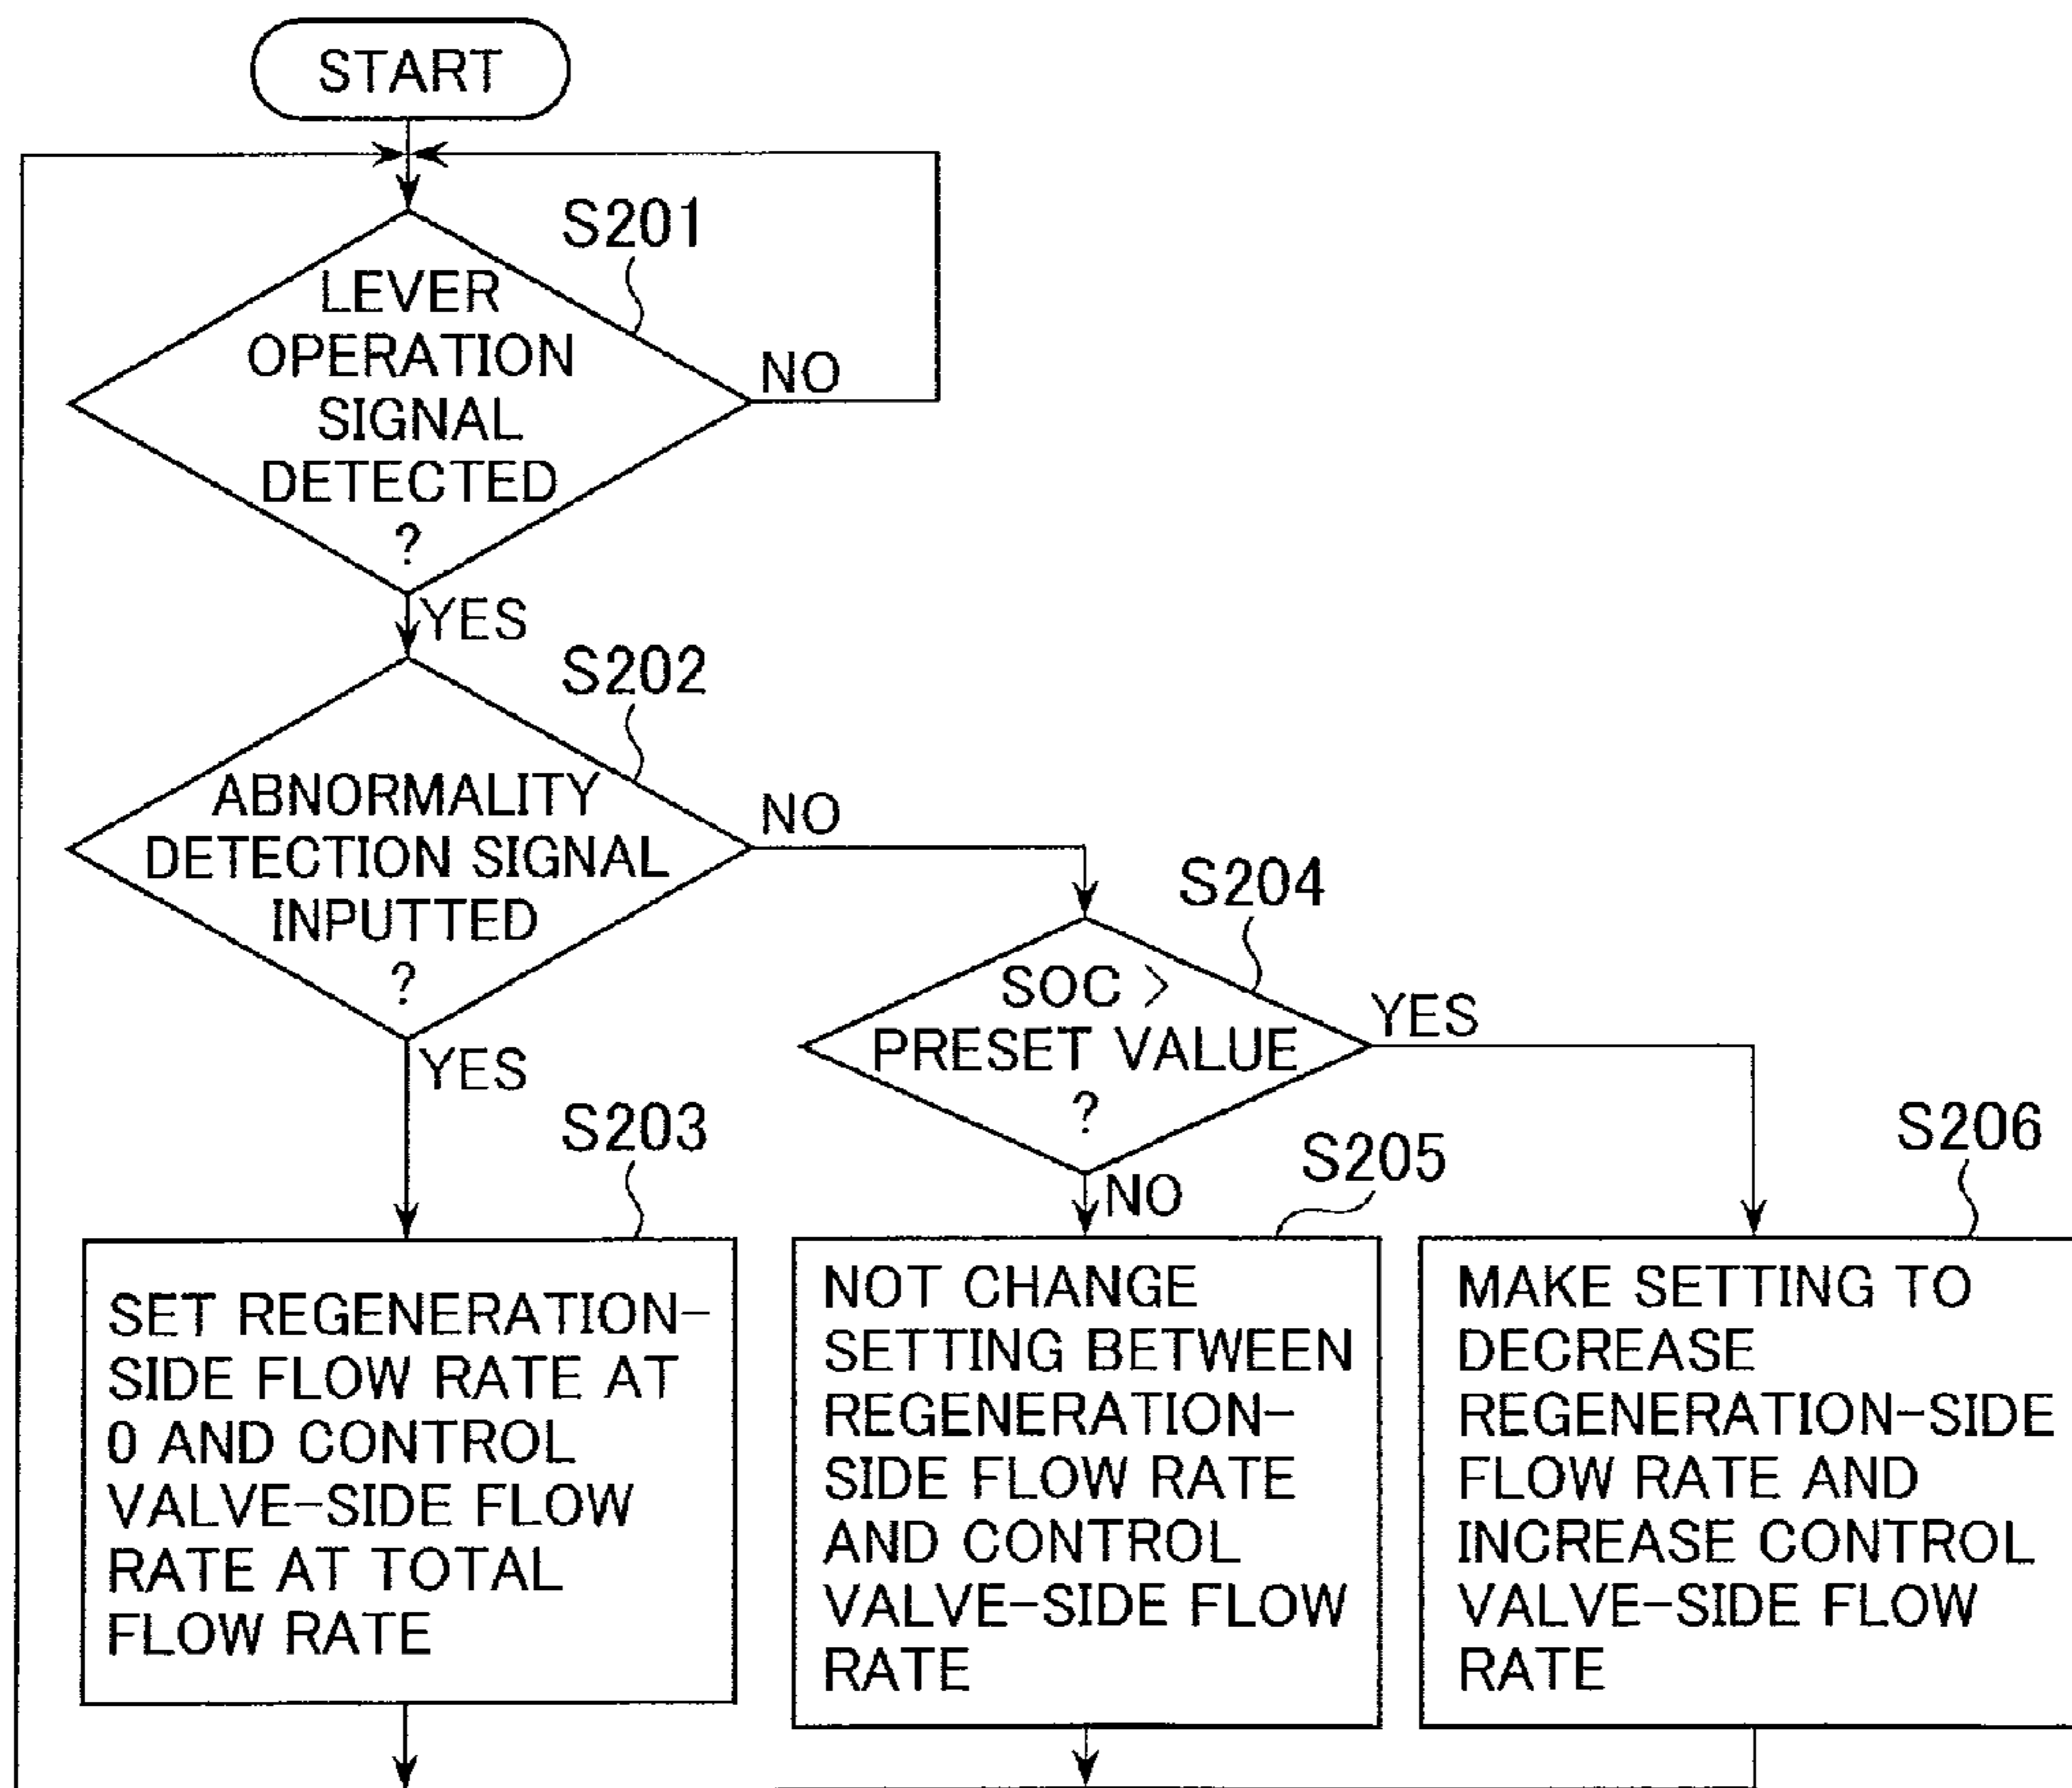 START
S201
LEVER
OPERATION
SIGNAL
DETECTED
?
NO
YES
S202
ABNORMALITY
DETECTION SIGNAL
INPUTTED
?
NO
YES
S204
SOC >
PRESET VALUE
?
YES
NO
S203
SET REGENERATION-
SIDE FLOW RATE AT
0 AND CONTROL
VALVE-SIDE FLOW
RATE AT TOTAL
FLOW RATE
S205
NOT CHANGE
SETTING BETWEEN
REGENERATION-
SIDE FLOW RATE
AND CONTROL
VALVE-SIDE FLOW
RATE
S206
MAKE SETTING TO
DECREASE
REGENERATION-SIDE
FLOW RATE AND
INCREASE CONTROL
VALVE-SIDE FLOW
RATE